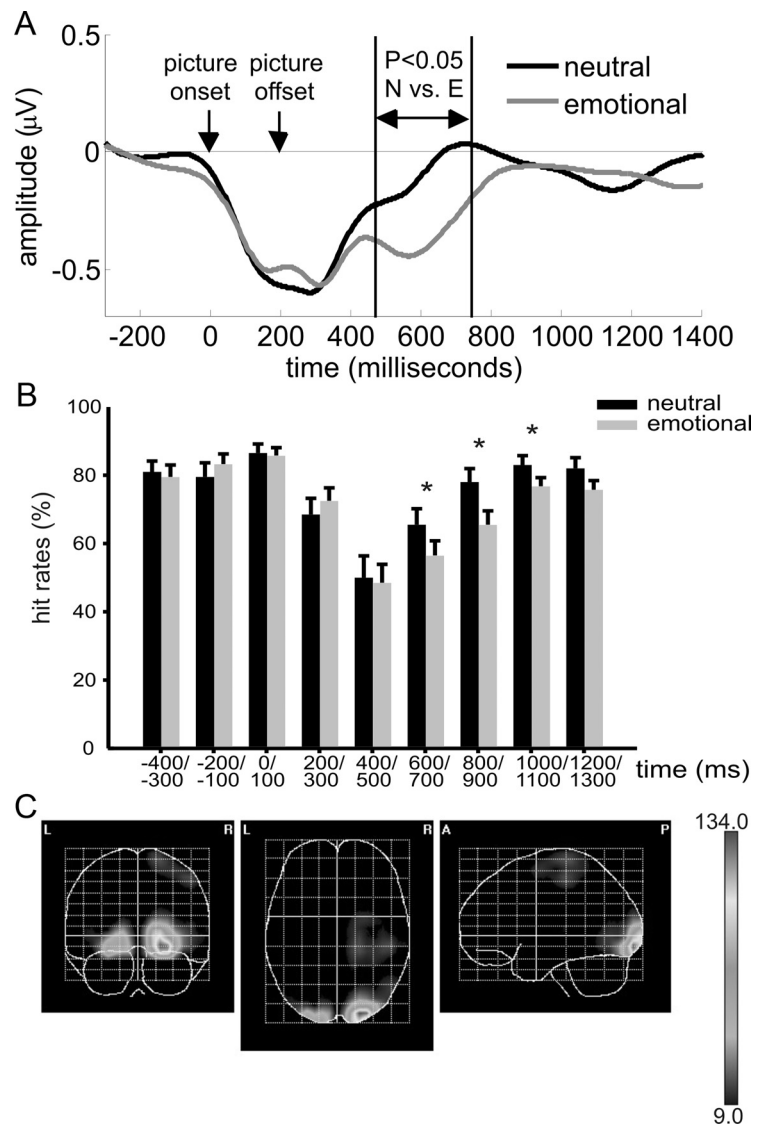 A
0.5
picture onset
picture offset
P<0.05
N vs. E
neutral
emotional
amplitude (µV)
0
-0.5
-200 0 200 400 600 800 1000 1200 1400
time (milliseconds)
B
neutral
emotional
100
80
60
40
20
0
hit rates (%)
* * *
-400/ -200/ 0/ 200/ 400/ 600/ 800/ 1000/ 1200/
-300 -100 100 300 500 700 900 1100 1300
time (ms)
C
L R L R A P
134.0
9.0